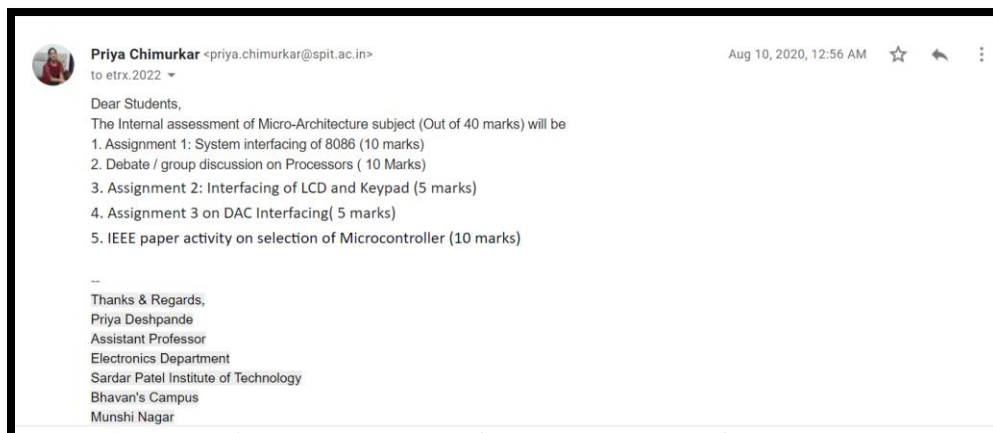 Priya Chimurkar <priya.chimurkar@spit.ac.in> Aug 10, 2020, 12:56 AM
to etrx.2022
Dear Students,
The Internal assessment of Micro-Architecture subject (Out of 40 marks) will be
1. Assignment 1: System interfacing of 8086 (10 marks)
2. Debate / group discussion on Processors ( 10 Marks)
3. Assignment 2: Interfacing of LCD and Keypad (5 marks)
4. Assignment 3 on DAC Interfacing( 5 marks)
5. IEEE paper activity on selection of Microcontroller (10 marks)
--
Thanks & Regards,
Priya Deshpande
Assistant Professor
Electronics Department
Sardar Patel Institute of Technology
Bhavan's Campus
Munshi Nagar